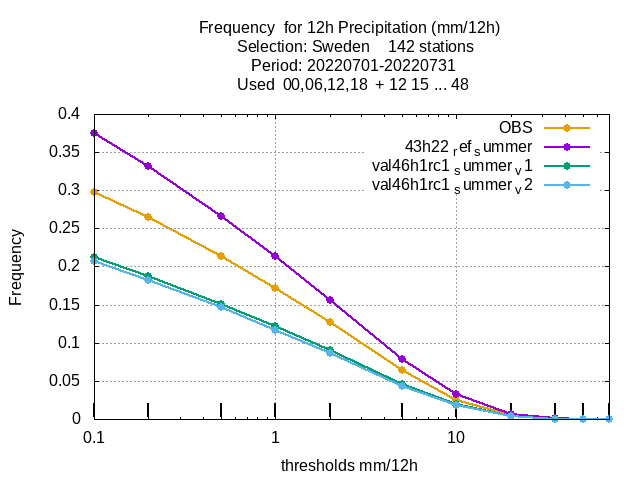 Frequency for 12h Precipitation (mm/12h)
Selection: Sweden 142 stations
Period: 20220701-20220731
Used 00,06,12,18 + 12 15 ... 48
0.4
0.35
0.3
0.25
0.2
0.15
0.1
0.05
0
Frequency
OBS
43h22 ref summer
val46h1rc1 summer v1
val46h1rc1 summer v2
0.1 1 10
thresholds mm/12h